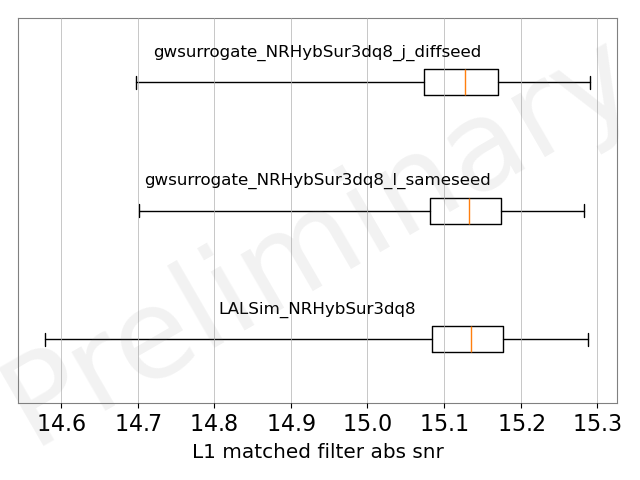 gwsurrogate_NRHybSur3dq8_j_diffseed
gwsurrogate_NRHybSur3dq8_l_sameseed
LALSim_NRHybSur3dq8
Preliminary
14.6 14.7 14.8 14.9 15.0 15.1 15.2 15.3
L1 matched filter abs snr